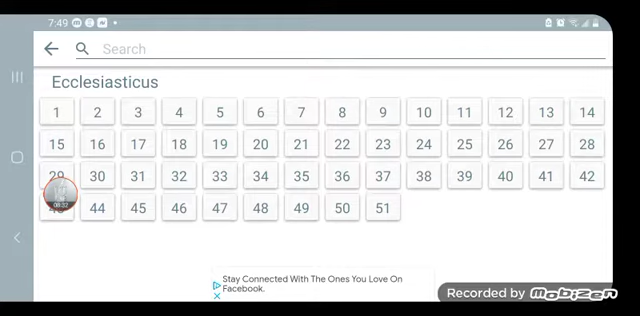 7:49
Search
Ecclesiasticus
1 2 3 4 5 6 7 8 9 10 11 12 13 14
15 16 17 18 19 20 21 22 23 24 25 26 27 28
29 30 31 32 33 34 35 36 37 38 39 40 41 42
44 45 46 47 48 49 50 51
Stay Connected With The Ones You Love On
Facebook.
Recorded by Mobizen